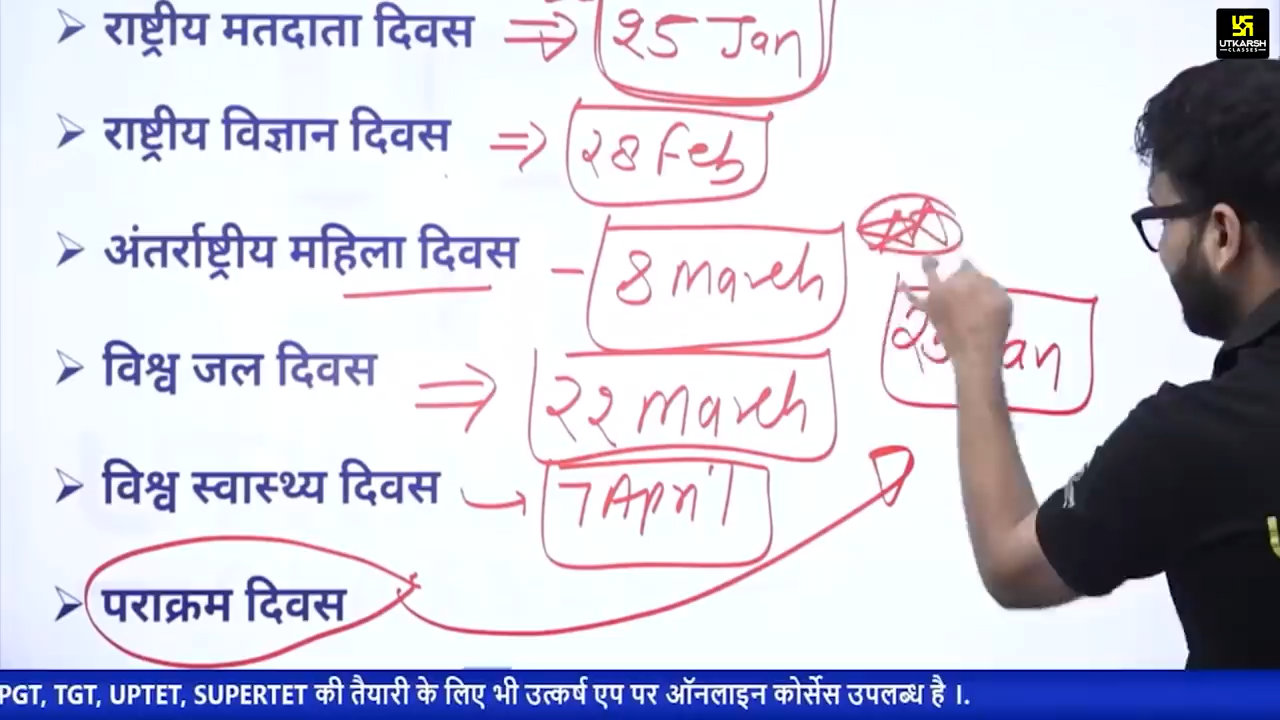 ➢ राष्ट्रीय मतदाता दिवस ⇒ 25 Jan
➢ राष्ट्रीय विज्ञान दिवस ⇒ 28 Feb
➢ अंतर्राष्ट्रीय महिला दिवस – 8 March
➢ विश्व जल दिवस ⇒ 22 March
➢ विश्व स्वास्थ्य दिवस → 7 April
➢ पराक्रम दिवस
UTKARSH
CLASSES
PGT, TGT, UPTET, SUPERTET की तैयारी के लिए भी उत्कर्ष एप पर ऑनलाइन कोर्सेस उपलब्ध है ।.